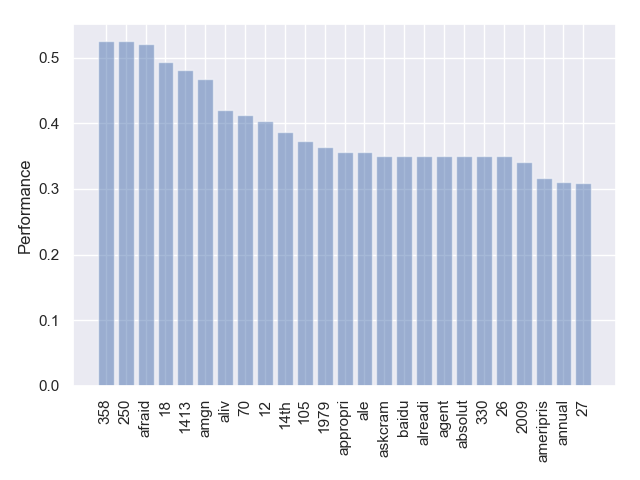 Performance
0.5
0.4
0.3
0.2
0.1
0.0
358
250
afraid
18
1413
amgn
aliv
70
12
14th
105
1979
appropri
ale
askcram
baidu
alreadi
agent
absolut
330
26
2009
ameripris
annual
27